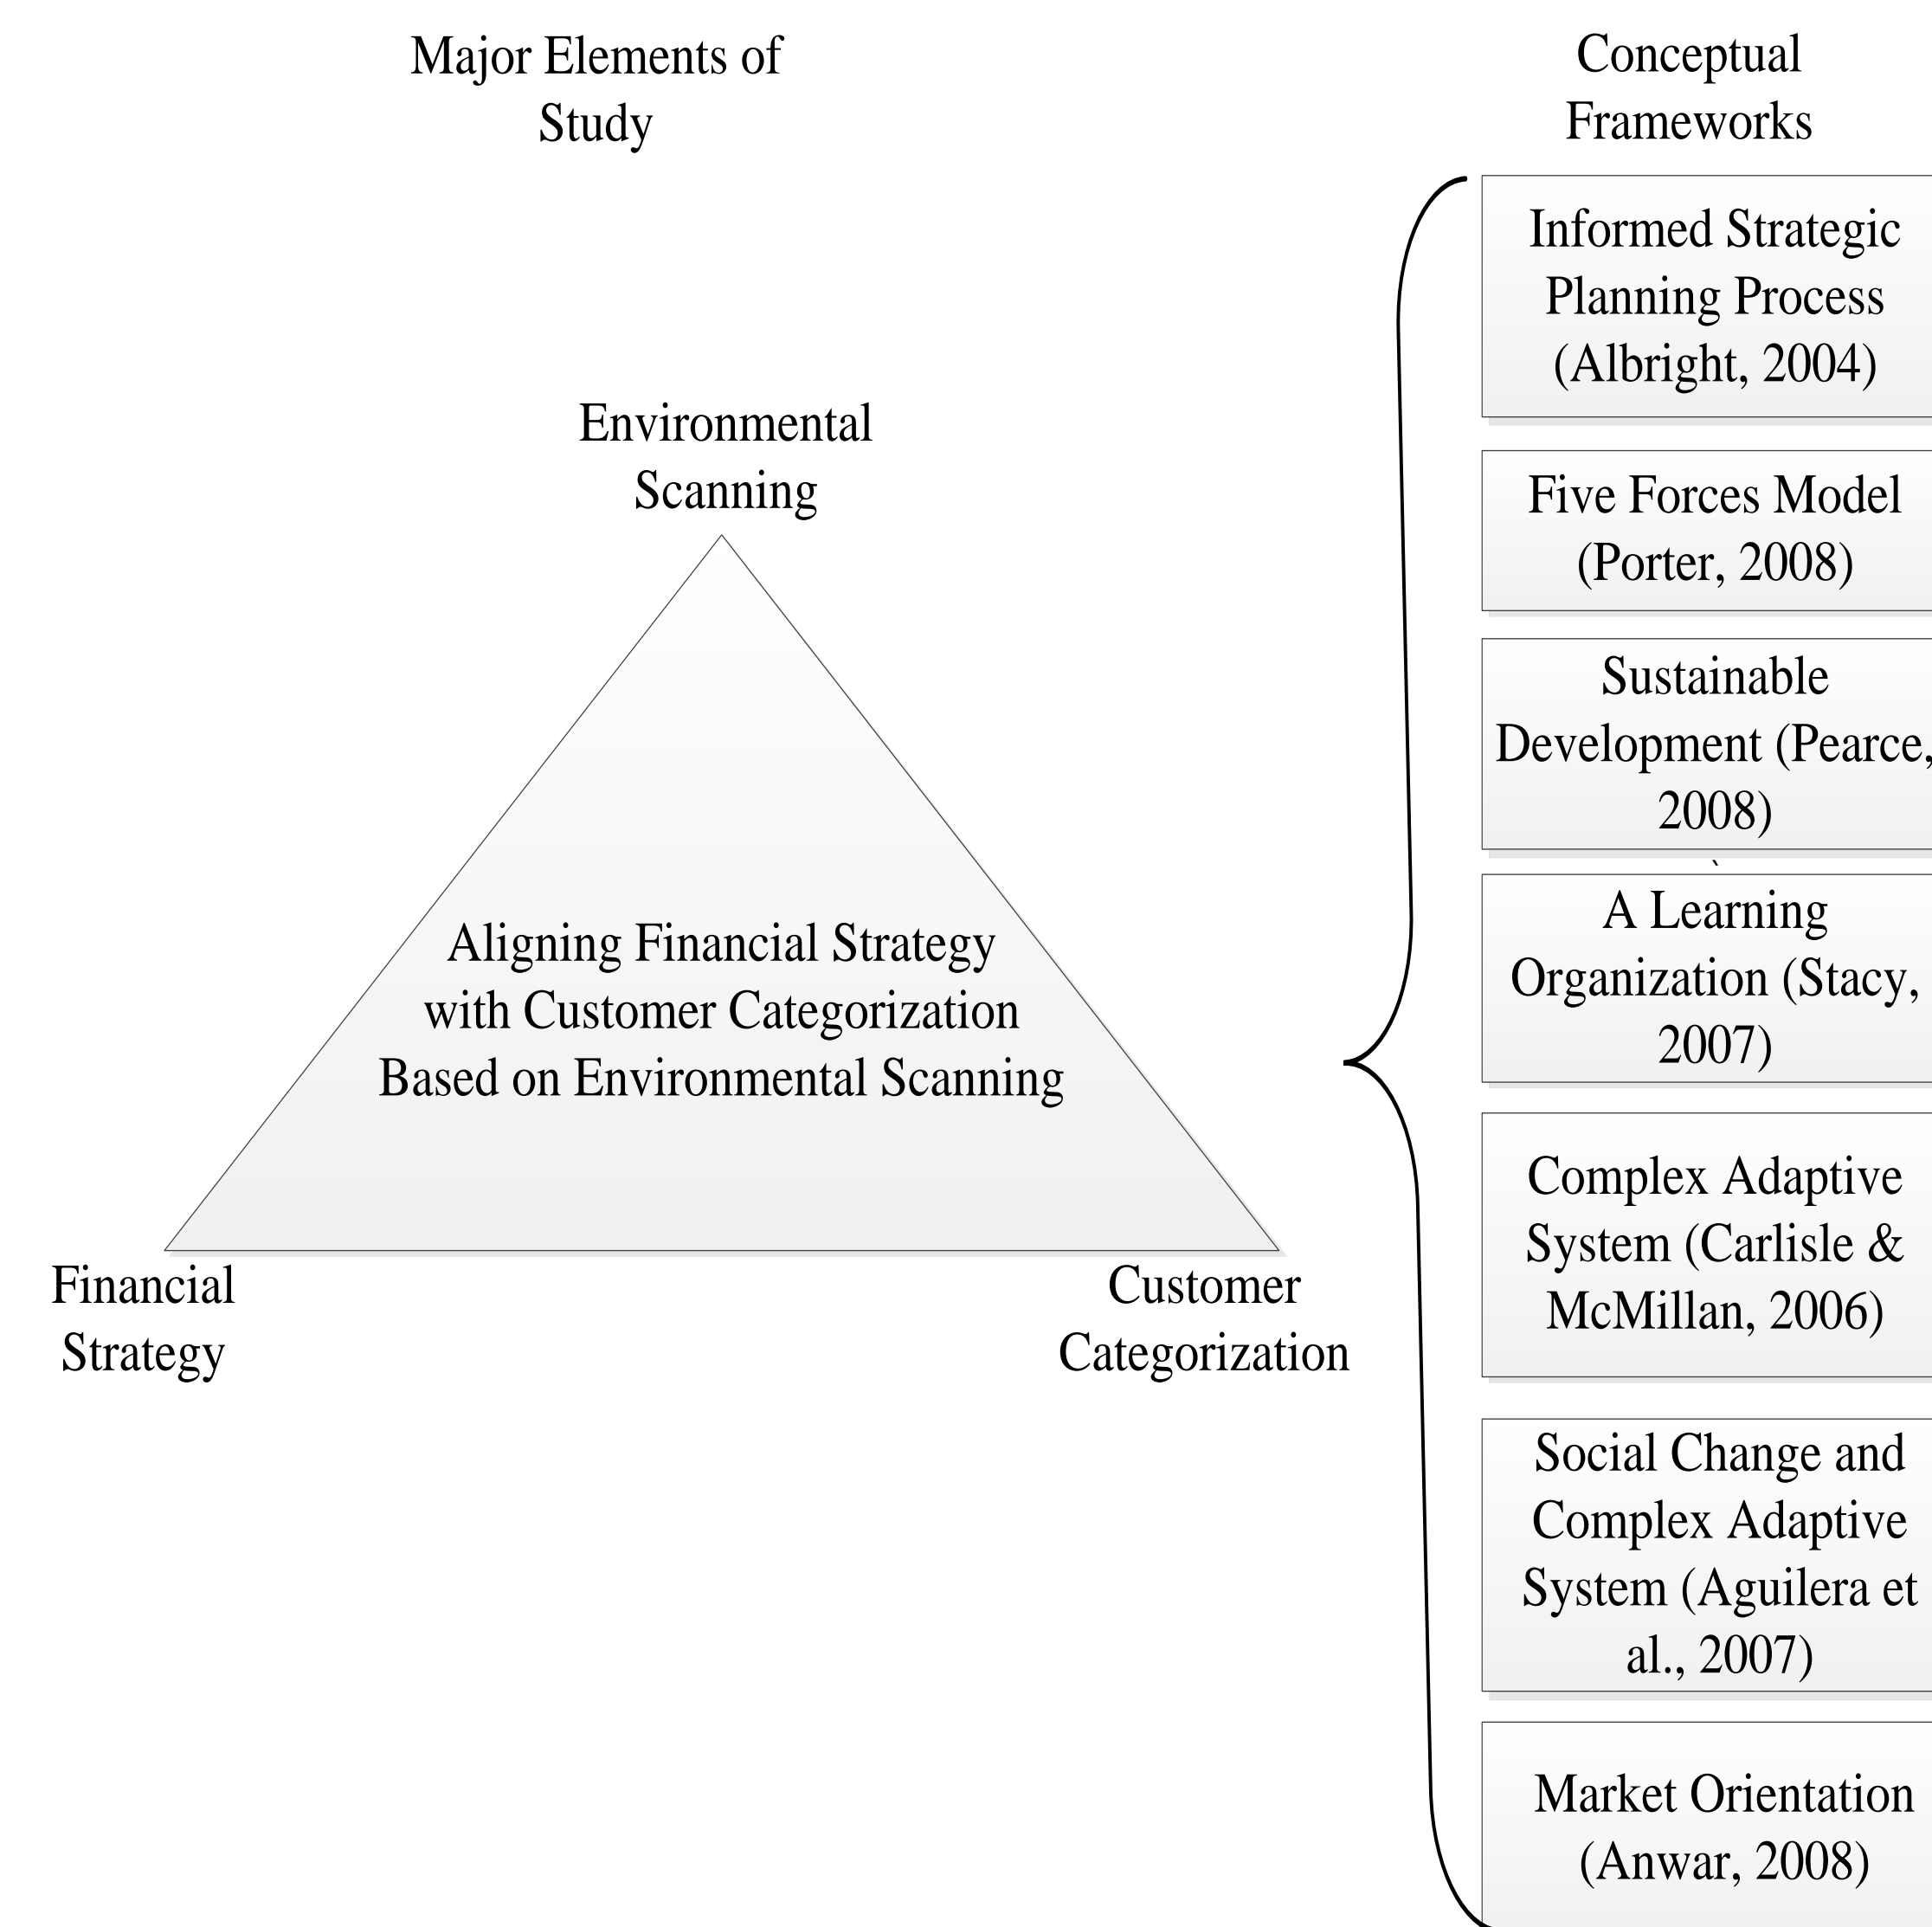 Major Elements of
Study
Environmental
Scanning
Aligning Financial Strategy
with Customer Categorization
Based on Environmental Scanning
Financial
Strategy
Customer
Categorization
Conceptual
Frameworks
Informed Strategic
Planning Process
(Albright, 2004)
Five Forces Model
(Porter, 2008)
Sustainable
Development (Pearce,
2008)
`
A Learning
Organization (Stacy,
2007)
Complex Adaptive
System (Carlisle &
McMillan, 2006)
Social Change and
Complex Adaptive
System (Aguilera et
al., 2007)
Market Orientation
(Anwar, 2008)